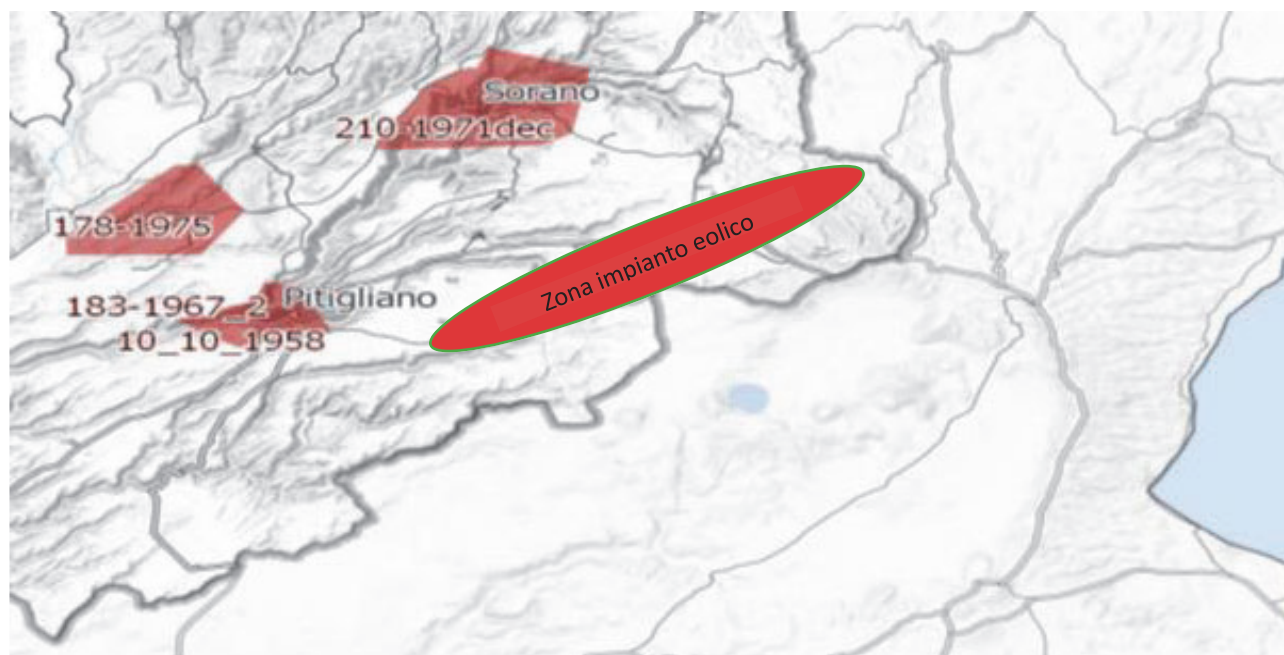 Sorano
210-1971dec
178-1975
Zona impianto eolico
183-1967_2
Pitigliano
10_10_1958